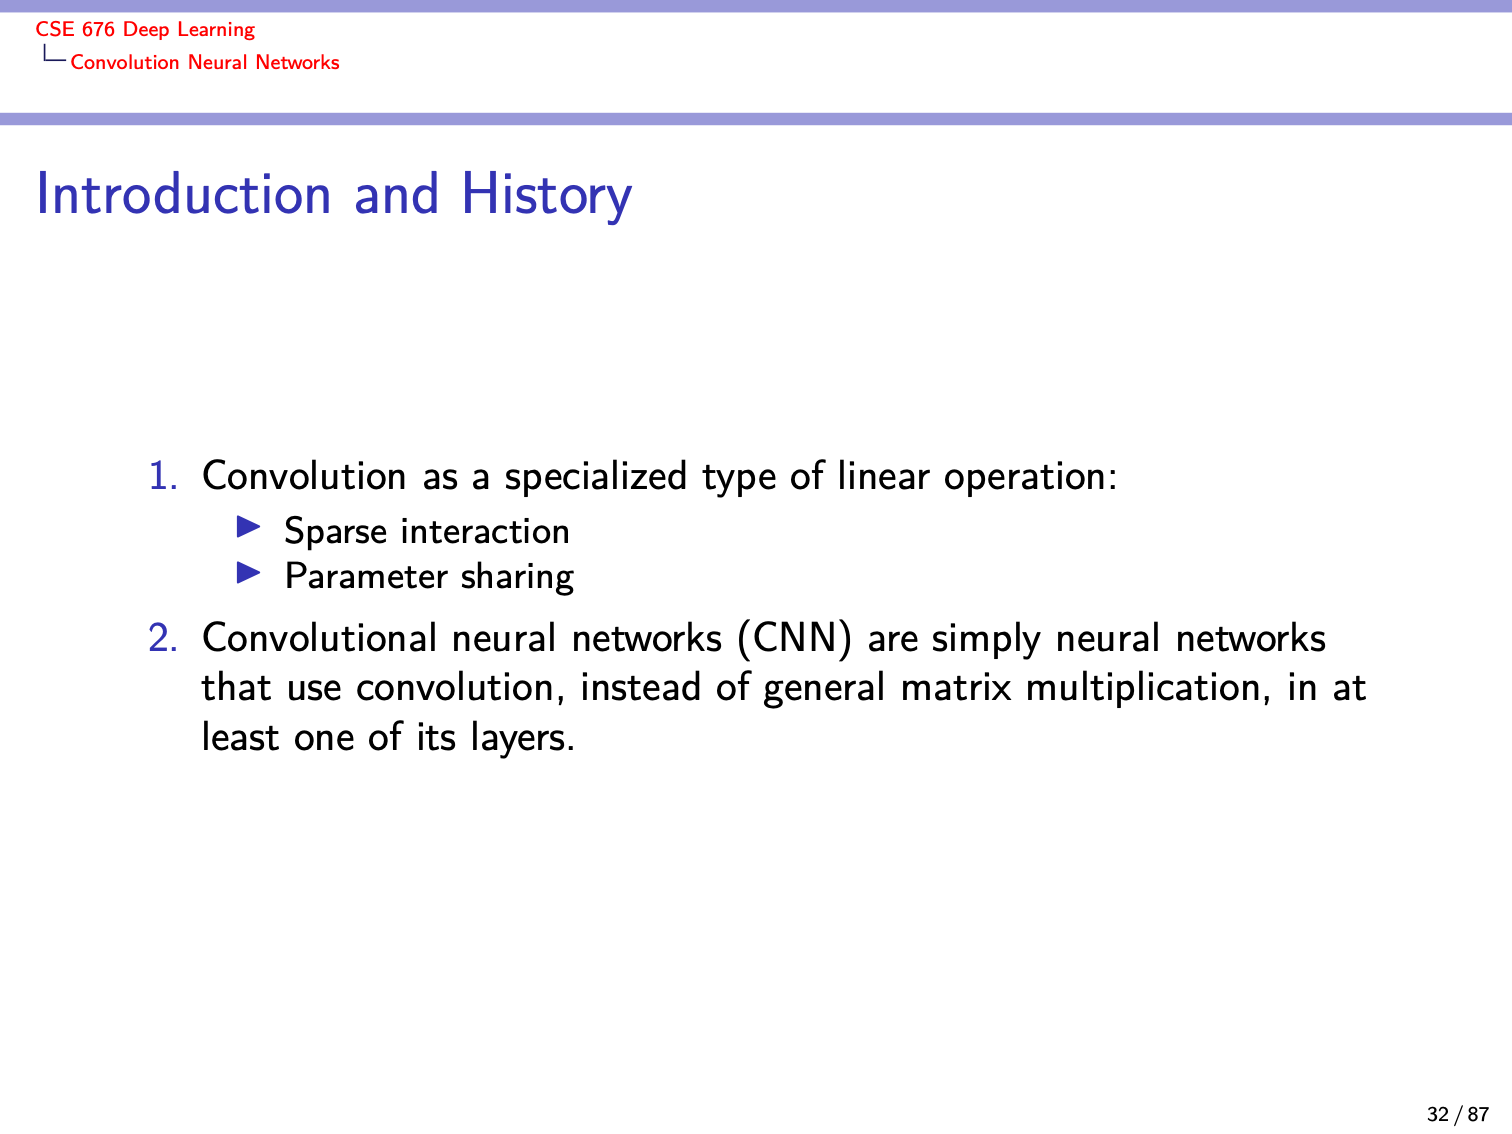 CSE 676 Deep Learning
Convolution Neural Networks
Introduction and History
1. Convolution as a specialized type of linear operation:
▶ Sparse interaction
▶ Parameter sharing
2. Convolutional neural networks (CNN) are simply neural networks
that use convolution, instead of general matrix multiplication, in at
least one of its layers.
32 / 87